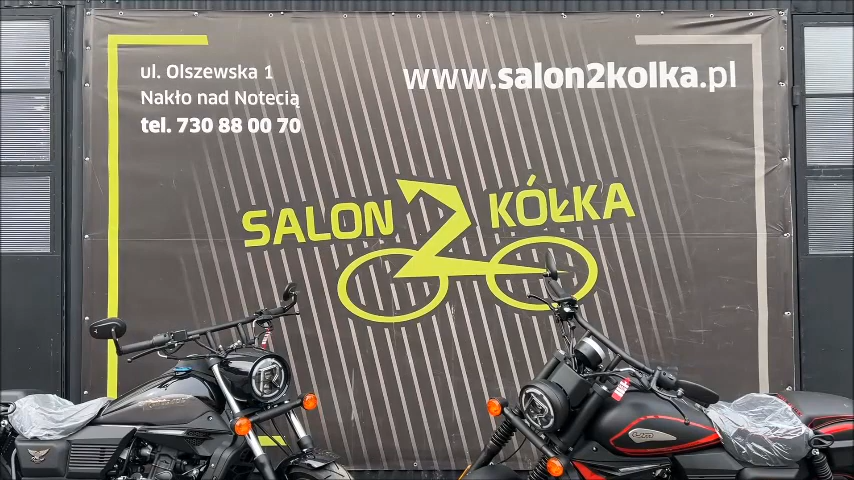 ul. Olszewska 1
Nakło nad Notecią
tel. 730 88 00 70
www.salon2kolka.pl
SALON 2 KÓŁKA
R
R